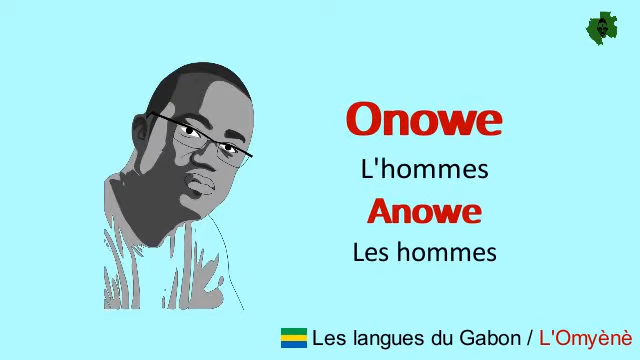 Onowe
L'hommes
Anowe
Les hommes
Les langues du Gabon / L'Omyènè